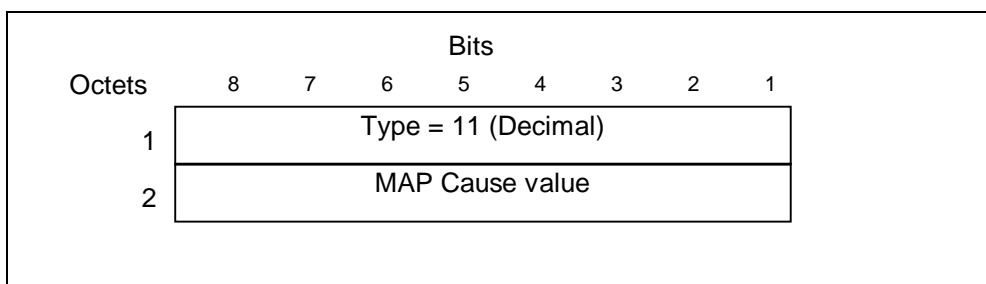 Bits
Octets 8 7 6 5 4 3 2 1
1 Type = 11 (Decimal)
2 MAP Cause value